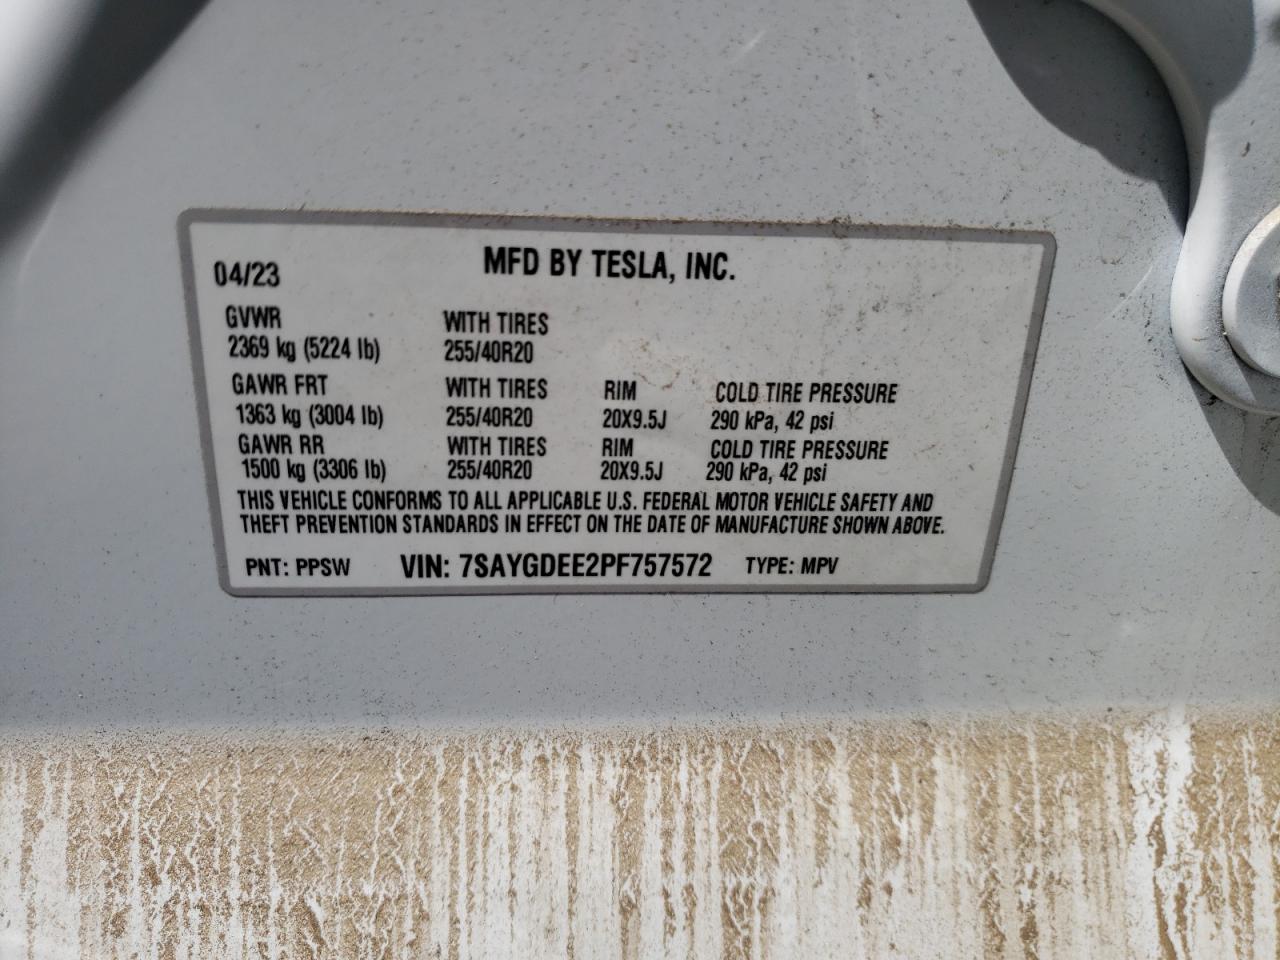 MFD BY TESLA, INC.
04/23
GVWR WITH TIRES
2369 kg (5224 lb) 255/40R20
GAWR FRT WITH TIRES RIM COLD TIRE PRESSURE
1363 kg (3004 lb) 255/40R20 20X9.5J 290 kPa, 42 psi
GAWR RR WITH TIRES RIM COLD TIRE PRESSURE
1500 kg (3306 lb) 255/40R20 20X9.5J 290 kPa, 42 psi
THIS VEHICLE CONFORMS TO ALL APPLICABLE U.S. FEDERAL MOTOR VEHICLE SAFETY AND
THEFT PREVENTION STANDARDS IN EFFECT ON THE DATE OF MANUFACTURE SHOWN ABOVE.
PNT: PPSW VIN: 7SAYGDEE2PF757572 TYPE: MPV